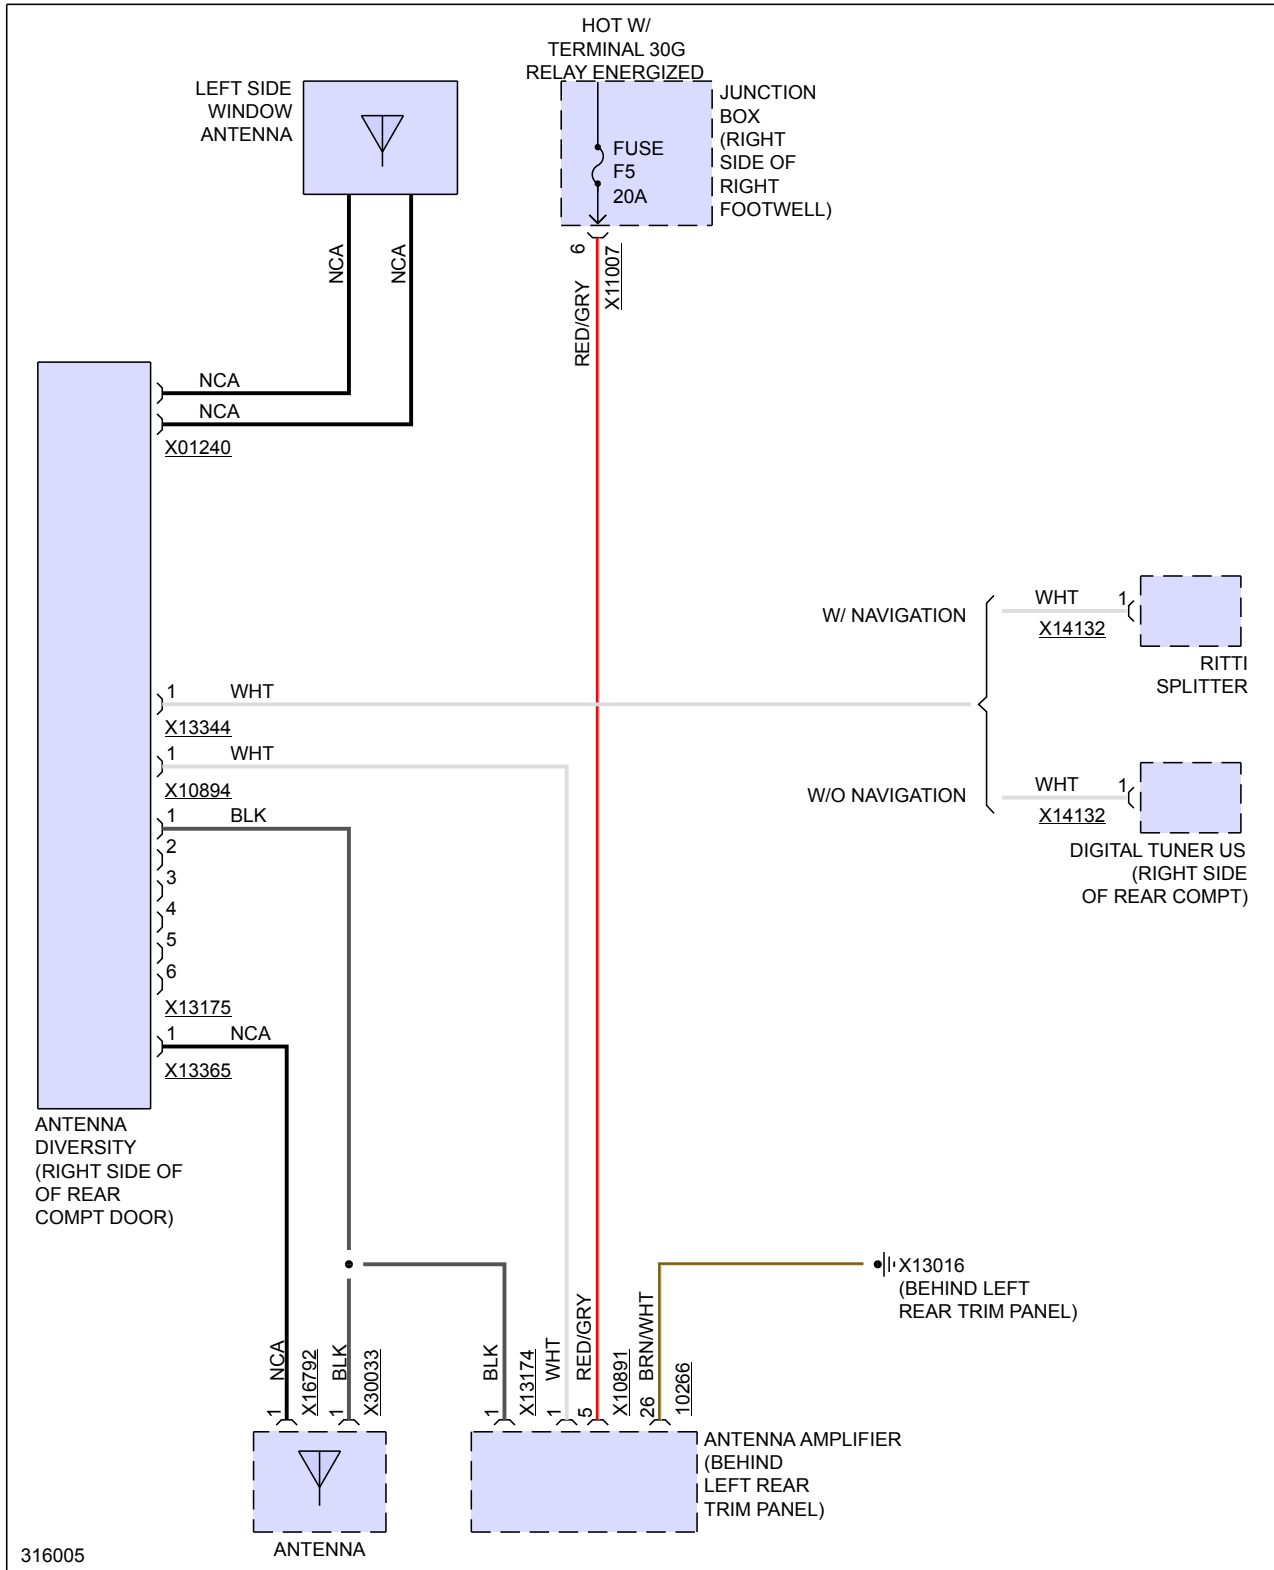 HOT W/
TERMINAL 30G
RELAY ENERGIZED
LEFT SIDE
WINDOW
ANTENNA
JUNCTION
BOX
(RIGHT
SIDE OF
RIGHT
FOOTWELL)
FUSE
F5
20A
6
X11007
RED/GRY
NCA
NCA
NCA
NCA
X01240
W/ NAVIGATION
WHT
1
X14132
RITTI
SPLITTER
1
WHT
X13344
1
WHT
X10894
W/O NAVIGATION
WHT
1
X14132
DIGITAL TUNER US
(RIGHT SIDE
OF REAR COMPT)
1
BLK
2
3
4
5
6
X13175
1
NCA
X13365
ANTENNA
DIVERSITY
(RIGHT SIDE OF
OF REAR
COMPT DOOR)
X13016
(BEHIND LEFT
REAR TRIM PANEL)
1
NCA
X16792
1
BLK
X30033
1
BLK
X13174
1
WHT
5
RED/GRY
X10891
26
BRN/WHT
10266
ANTENNA AMPLIFIER
(BEHIND
LEFT REAR
TRIM PANEL)
ANTENNA
316005